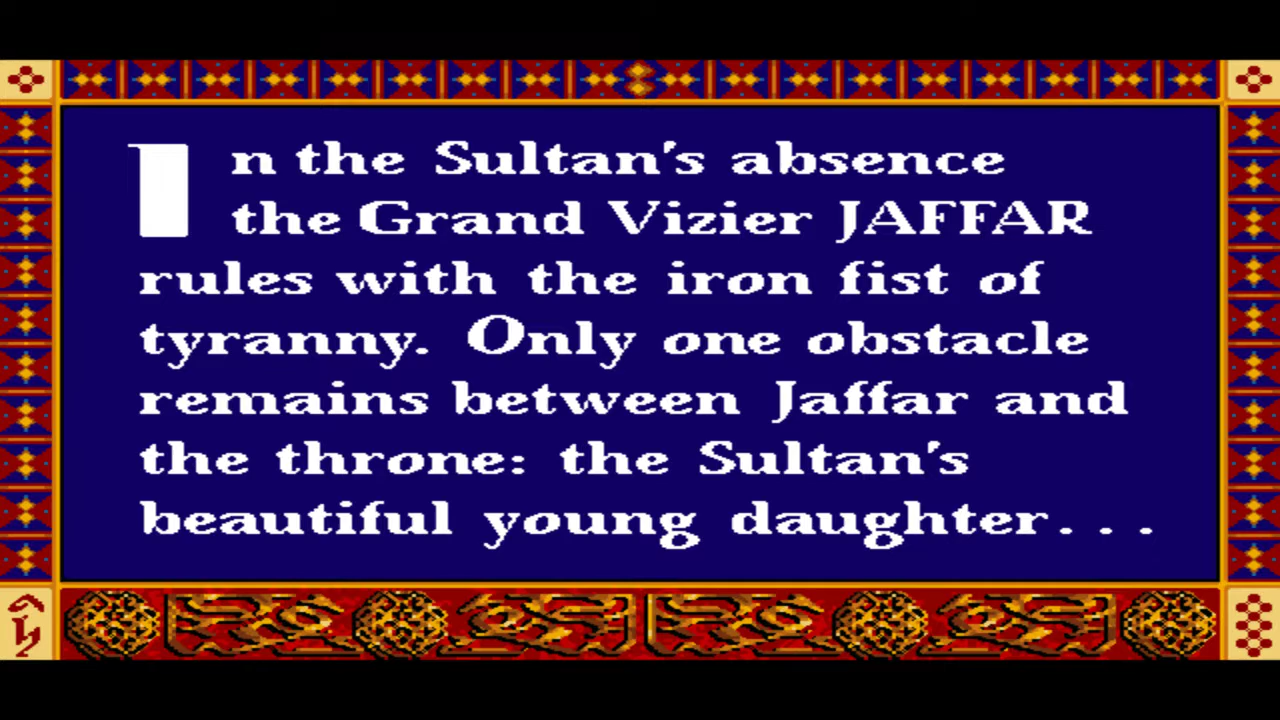 In the Sultan's absence
the Grand Vizier JAFFAR
rules with the iron fist of
tyranny. Only one obstacle
remains between Jaffar and
the throne: the Sultan's
beautiful young daughter...